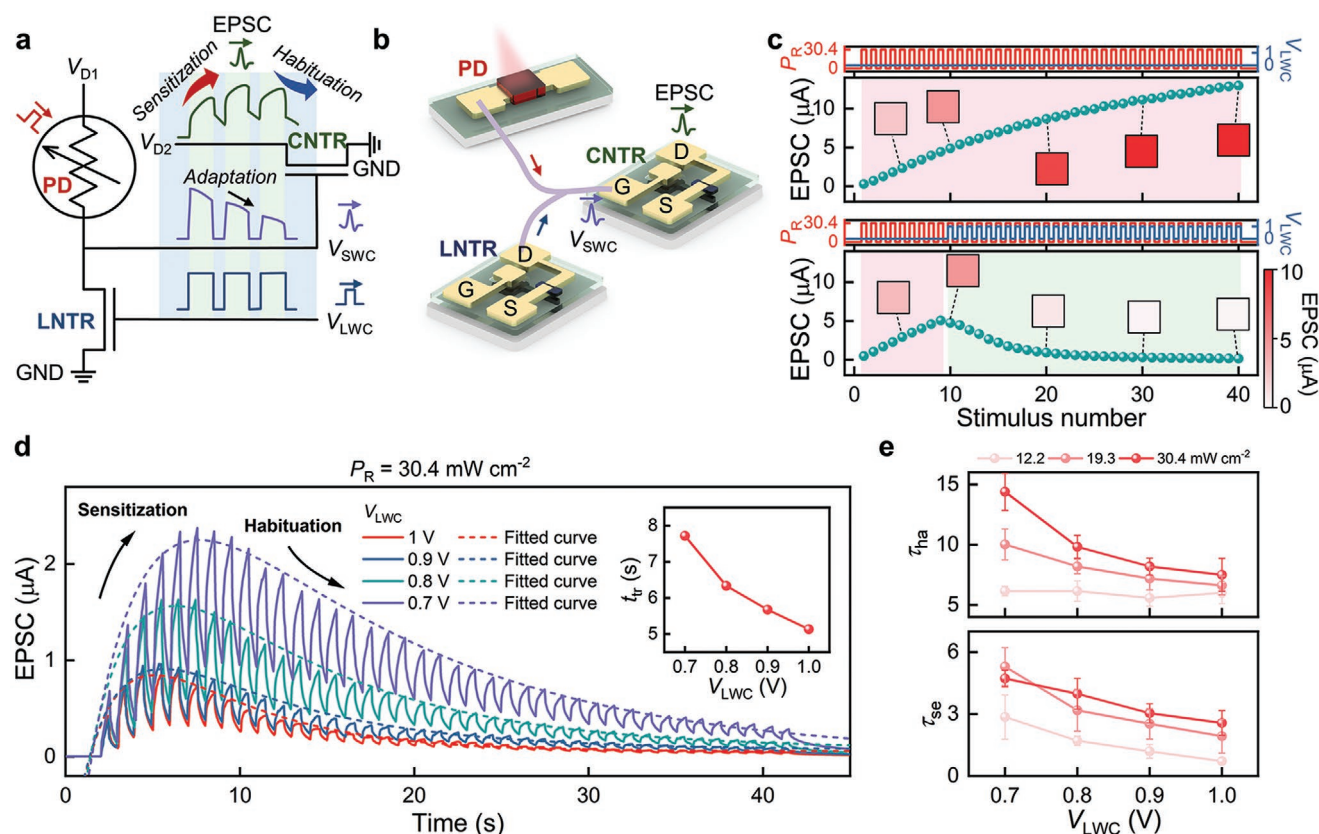 a
EPSC
Sensitization
Habituation
V_D1
V_D2
CNTR
GND
PD
Adaptation
V_SWC
LNTR
V_LWC
GND
b
PD
EPSC
CNTR
D
G
S
V_SWC
LNTR
D
G
S
c
P_R 30.4
0
1 V_LWC
0
EPSC (μA)
10
5
0
P_R 30.4
0
1 V_LWC
0
EPSC (μA)
10
5
0
0 10 20 30 40
Stimulus number
10
5
0
EPSC (μA)
d
P_R = 30.4 mW cm⁻²
Sensitization
Habituation
V_LWC
1 V Fitted curve
0.9 V Fitted curve
0.8 V Fitted curve
0.7 V Fitted curve
EPSC (μA)
2
1
0
0 10 20 30 40
Time (s)
t_tr (s)
8
7
6
5
0.7 0.8 0.9 1.0
V_LWC (V)
e
12.2 19.3 30.4 mW cm⁻²
τ_ha
15
10
5
τ_se
6
3
0
0.7 0.8 0.9 1.0
V_LWC (V)